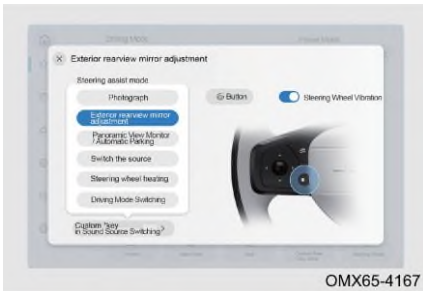 Driving Mode
Exterior rearview mirror adjustment
Steering assist mode
Photograph
Button
Steering Wheel Vibration
Exterior rearview mirror
adjustment
Panoramic View Monitor
/ Automatic Parking
Switch the source
Steering wheel heating
Driving Mode Switching
Custom "key
in Sound Source Switching" >
OMX65-4167